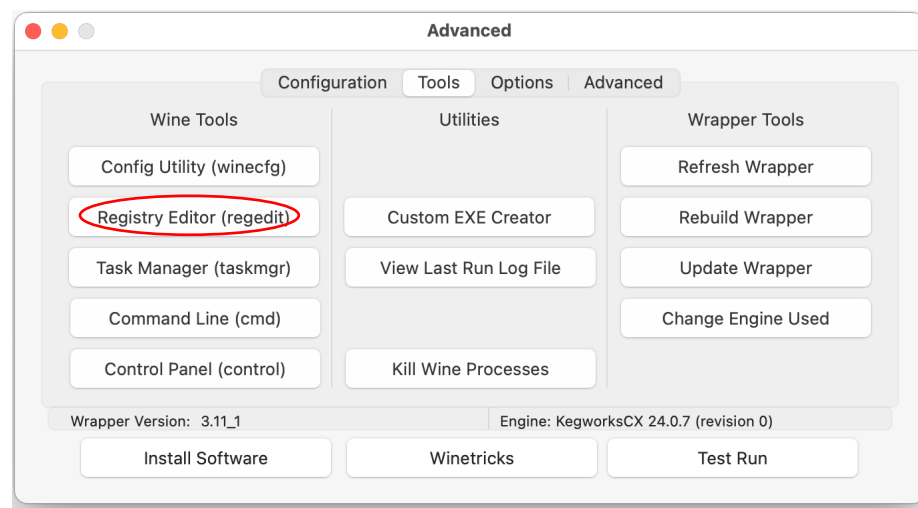 Advanced
Configuration Tools Options Advanced
Wine Tools Utilities Wrapper Tools
Config Utility (winecfg) Refresh Wrapper
Registry Editor (regedit) Custom EXE Creator Rebuild Wrapper
Task Manager (taskmgr) View Last Run Log File Update Wrapper
Command Line (cmd) Change Engine Used
Control Panel (control) Kill Wine Processes
Wrapper Version: 3.11_1 Engine: KegworksCX 24.0.7 (revision 0)
Install Software Winetricks Test Run